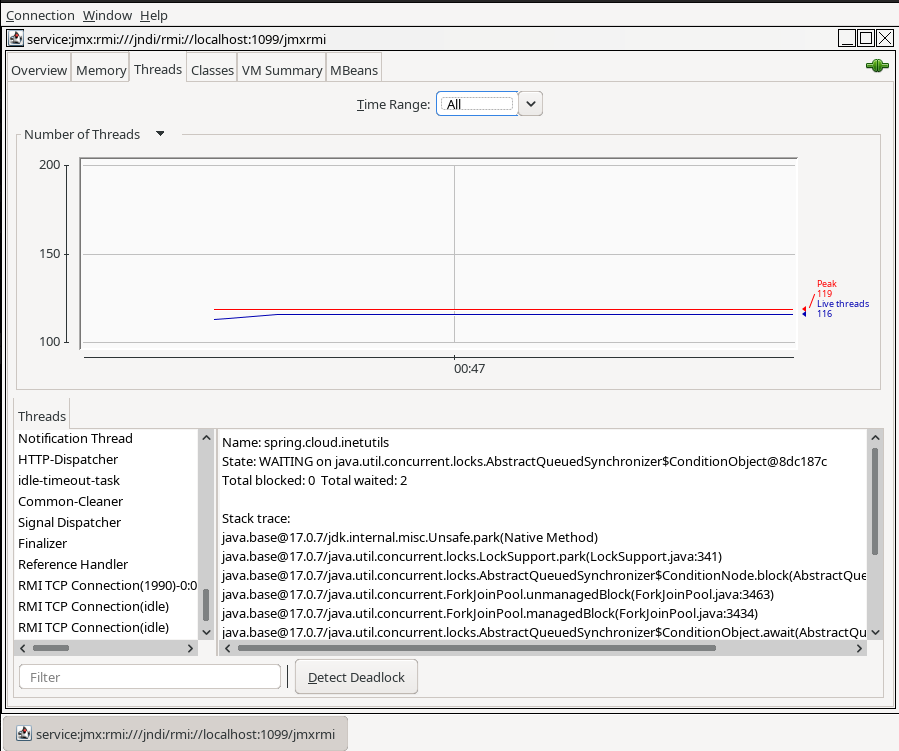 Connection Window Help
service:jmx:rmi:///jndi/rmi://localhost:1099/jmxrmi
Overview Memory Threads Classes VM Summary MBeans
Time Range: All
Number of Threads
200
150
100
Peak
119
Live threads
116
00:47
Threads
Notification Thread
HTTP-Dispatcher
idle-timeout-task
Common-Cleaner
Signal Dispatcher
Finalizer
Reference Handler
RMI TCP Connection(1990)-0:0
RMI TCP Connection(idle)
RMI TCP Connection(idle)
Name: spring.cloud.inetutils
State: WAITING on java.util.concurrent.locks.AbstractQueuedSynchronizer$ConditionObject@8dc187c
Total blocked: 0 Total waited: 2
Stack trace:
java.base@17.0.7/jdk.internal.misc.Unsafe.park(Native Method)
java.base@17.0.7/java.util.concurrent.locks.LockSupport.park(LockSupport.java:341)
java.base@17.0.7/java.util.concurrent.locks.AbstractQueuedSynchronizer$ConditionNode.block(AbstractQue
java.base@17.0.7/java.util.concurrent.ForkJoinPool.unmanagedBlock(ForkJoinPool.java:3463)
java.base@17.0.7/java.util.concurrent.ForkJoinPool.managedBlock(ForkJoinPool.java:3434)
java.base@17.0.7/java.util.concurrent.locks.AbstractQueuedSynchronizer$ConditionObject.await(AbstractQu
Filter
Detect Deadlock
service:jmx:rmi:///jndi/rmi://localhost:1099/jmxrmi